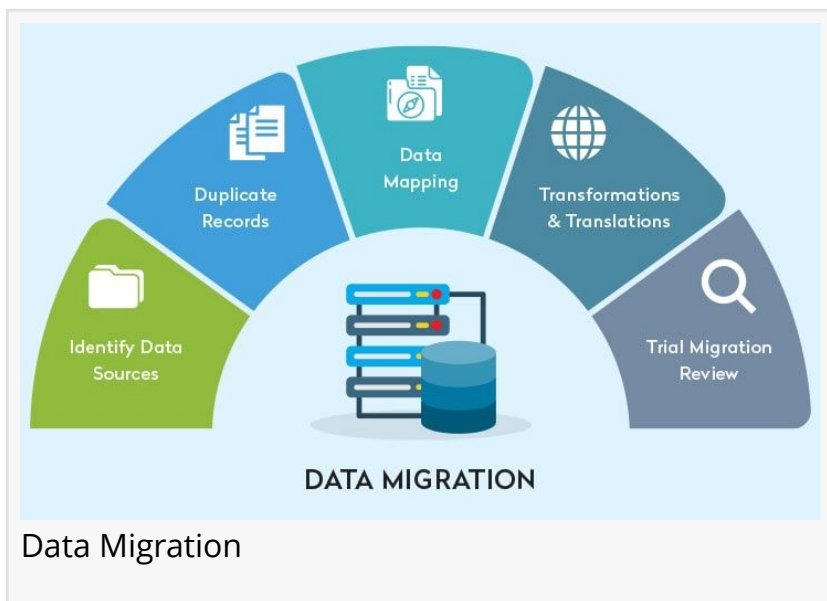 Identify Data
Sources
Duplicate
Records
Data
Mapping
Transformations
& Translations
Trial Migration
Review
DATA MIGRATION
Data Migration